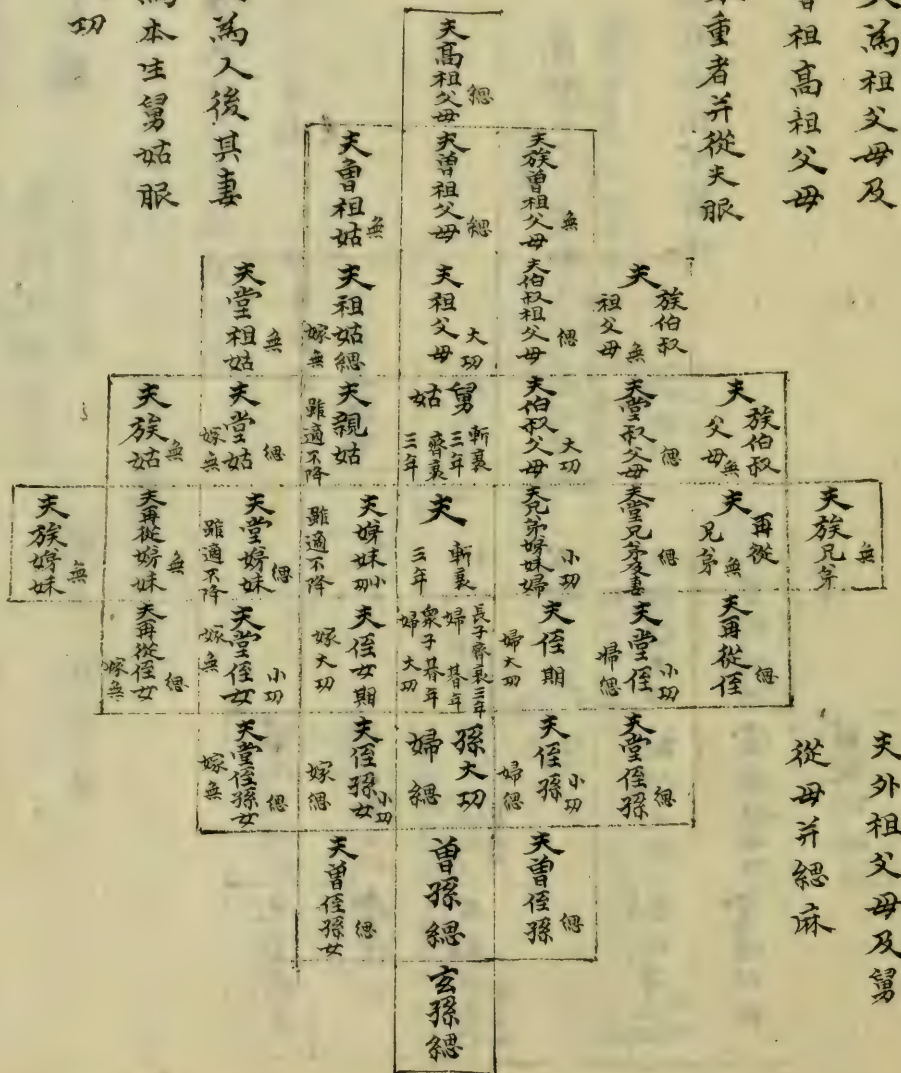 夫為祖父母及
曾祖高祖父母
重者并從夫服
夫外祖父母及舅
從母并緦麻
夫高祖父母 緦
夫族曾祖父母 無
夫曾祖父母 緦
夫曾祖姑 無
夫族伯叔祖父母 無
夫伯叔祖父母 緦
夫祖父母 大功
夫祖姑緦 嫁無
夫堂祖姑 無
夫族伯叔父母 無
夫堂叔父母 緦
夫伯叔父母 大功
舅 斬衰三年
姑 齊衰三年
夫親姑 雖適不降
夫堂姑 緦 嫁無
夫族姑 無
夫族兄弟 無
夫再從兄弟 無
夫堂兄弟及妻 緦
夫兄弟娣妹婦 小功
夫 斬衰三年
夫娣妹小功 雖適不降
夫堂娣妹 緦 雖適不降
夫再從娣妹 無
夫族娣妹 無
夫再從侄 緦
夫堂侄 小功 婦緦
夫侄期 婦大功
長子齊衰三年
婦 朞年
衆子朞年
婦 大功
夫侄女期 嫁大功
夫堂侄女 小功 嫁無
夫再從侄女 緦 嫁無
夫堂侄孫 緦
夫侄孫 小功 婦緦
孫大功
婦緦
夫侄孫女 小功 嫁緦
夫堂侄孫女 緦 嫁無
夫曾侄孫 緦
曾孫緦
夫曾侄孫女 緦
玄孫緦
為人後其妻
為本生舅姑服
功